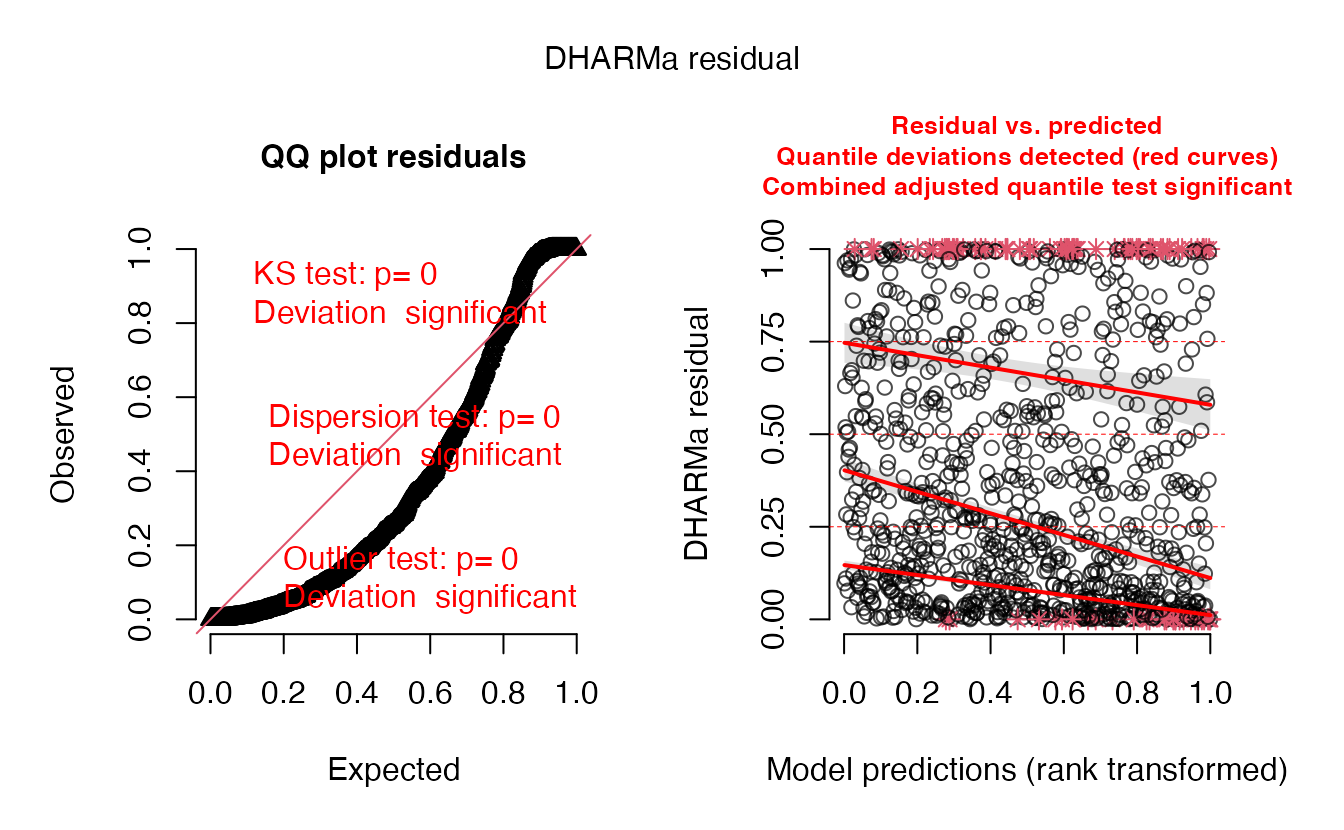 DHARMa residual
QQ plot residuals
KS test: p= 0
Deviation  significant
Dispersion test: p= 0
Deviation  significant
Outlier test: p= 0
Deviation  significant
Observed
0.0
0.2
0.4
0.6
0.8
1.0
0.0 0.2 0.4 0.6 0.8 1.0
Expected
Residual vs. predicted
Quantile deviations detected (red curves)
Combined adjusted quantile test significant
DHARMa residual
0.00
0.25
0.50
0.75
1.00
0.0 0.2 0.4 0.6 0.8 1.0
Model predictions (rank transformed)